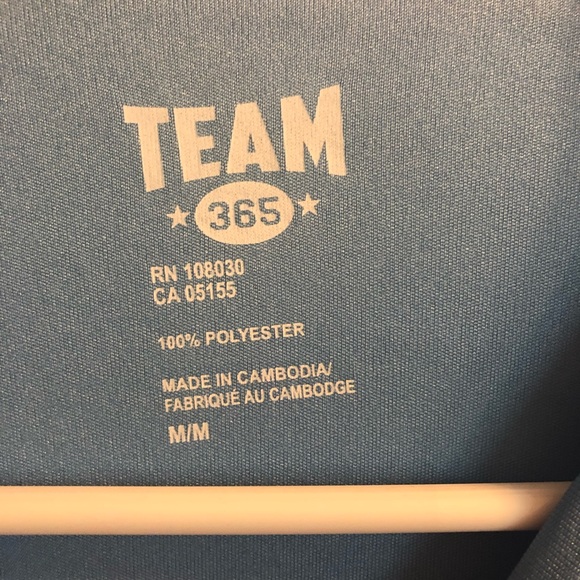 TEAM
365
RN 108030
CA 05155
100% POLYESTER
MADE IN CAMBODIA/
FABRIQUÉ AU CAMBODGE
M/M